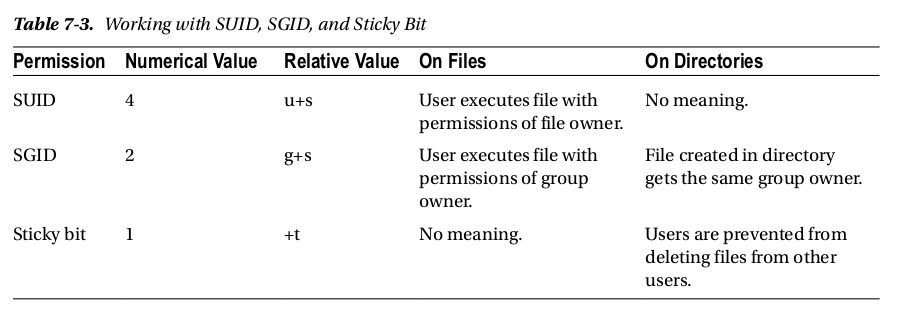 Table 7-3. Working with SUID, SGID, and Sticky Bit
Permission Numerical Value Relative Value On Files On Directories
SUID 4 u+s User executes file with No meaning.
permissions of file owner.
SGID 2 g+s User executes file with File created in directory
permissions of group gets the same group owner.
owner.
Sticky bit 1 +t No meaning. Users are prevented from
deleting files from other
users.